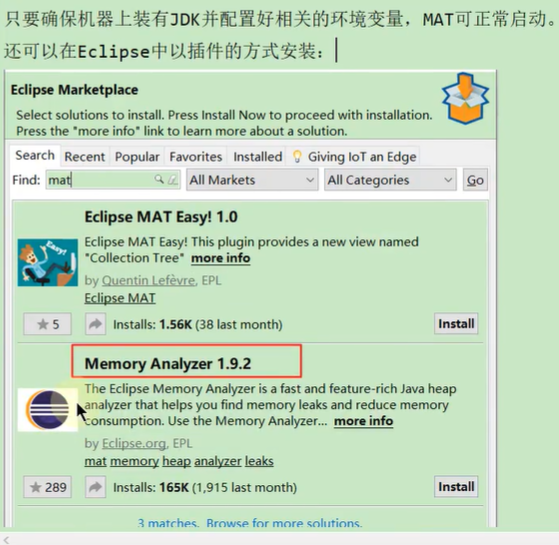 只要确保机器上装有JDK并配置好相关的环境变量，MAT可正常启动。
还可以在Eclipse中以插件的方式安装：
Eclipse Marketplace
Select solutions to install. Press Install Now to proceed with installation.
Press the "more info" link to learn more about a solution.
Search Recent Popular Favorites Installed Giving IoT an Edge
Find: mat All Markets All Categories Go
Eclipse MAT Easy! 1.0
Easy!
Eclipse MAT Easy! This plugin provides a new view named
"Collection Tree" more info
by Quentin Lefèvre, EPL
Eclipse MAT
5 Installs: 1.56K (38 last month) Install
Memory Analyzer 1.9.2
The Eclipse Memory Analyzer is a fast and feature-rich Java heap
analyzer that helps you find memory leaks and reduce memory
consumption. Use the Memory Analyzer... more info
by Eclipse.org, EPL
mat memory heap analyzer leaks
289 Installs: 165K (1,915 last month) Install
3 matches. Browse for more solutions.